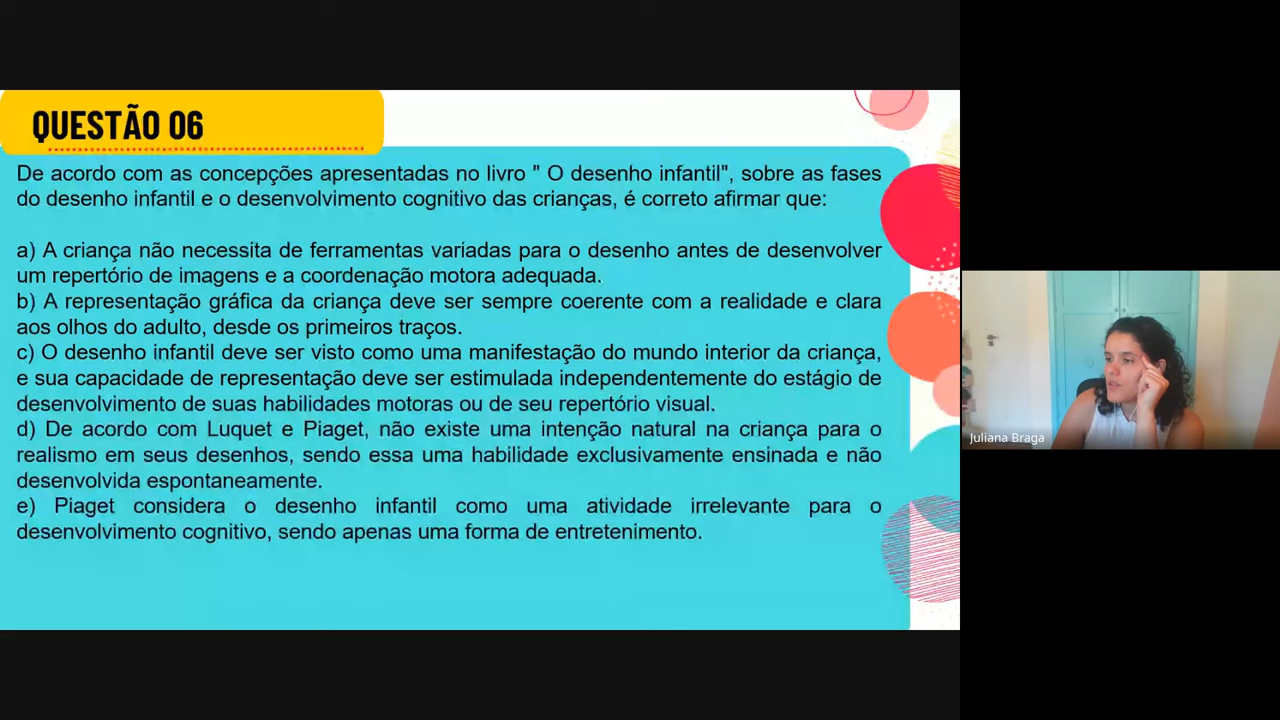 QUESTÃO 06
De acordo com as concepções apresentadas no livro " O desenho infantil", sobre as fases
do desenho infantil e o desenvolvimento cognitivo das crianças, é correto afirmar que:
a) A criança não necessita de ferramentas variadas para o desenho antes de desenvolver
um repertório de imagens e a coordenação motora adequada.
b) A representação gráfica da criança deve ser sempre coerente com a realidade e clara
aos olhos do adulto, desde os primeiros traços.
c) O desenho infantil deve ser visto como uma manifestação do mundo interior da criança,
e sua capacidade de representação deve ser estimulada independentemente do estágio de
desenvolvimento de suas habilidades motoras ou de seu repertório visual.
d) De acordo com Luquet e Piaget, não existe uma intenção natural na criança para o
realismo em seus desenhos, sendo essa uma habilidade exclusivamente ensinada e não
desenvolvida espontaneamente.
e) Piaget considera o desenho infantil como uma atividade irrelevante para o
desenvolvimento cognitivo, sendo apenas uma forma de entretenimento.
Juliana Braga